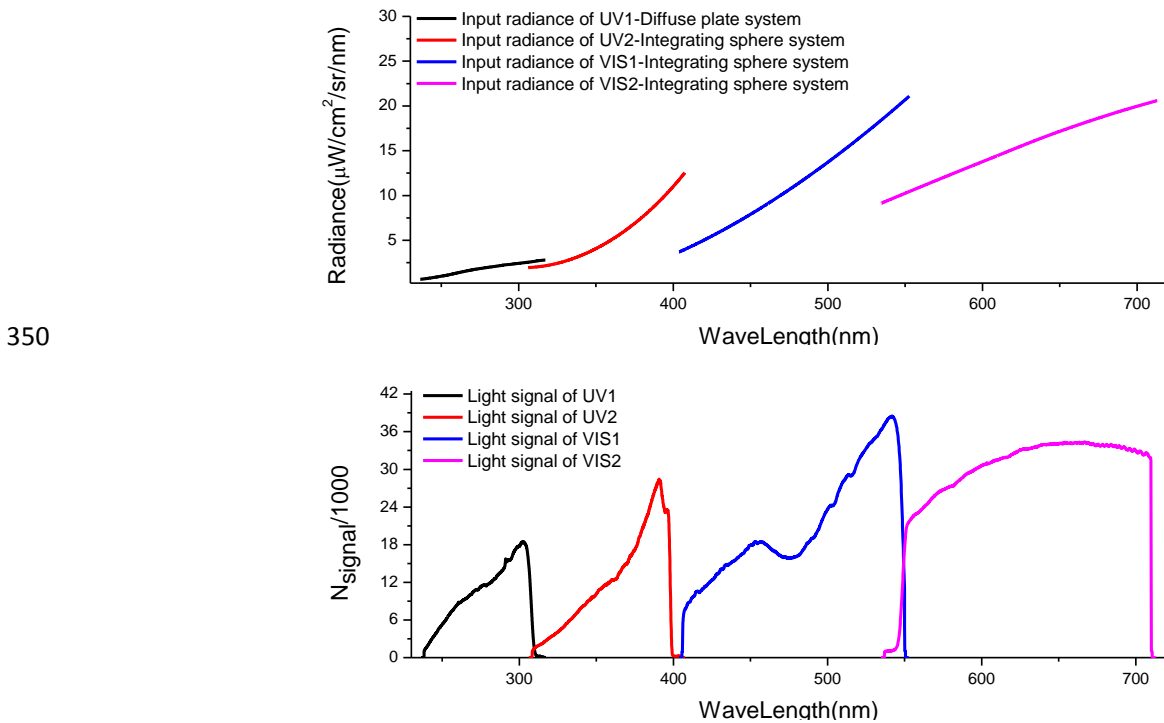 30
25
20
15
10
5
Radiance(μW/cm²/sr/nm)
Input radiance of UV1-Diffuse plate system
Input radiance of UV2-Integrating sphere system
Input radiance of VIS1-Integrating sphere system
Input radiance of VIS2-Integrating sphere system
300 400 500 600 700
WaveLength(nm)
350
42
36
30
24
18
12
6
0
Nsignal/1000
Light signal of UV1
Light signal of UV2
Light signal of VIS1
Light signal of VIS2
300 400 500 600 700
WaveLength(nm)